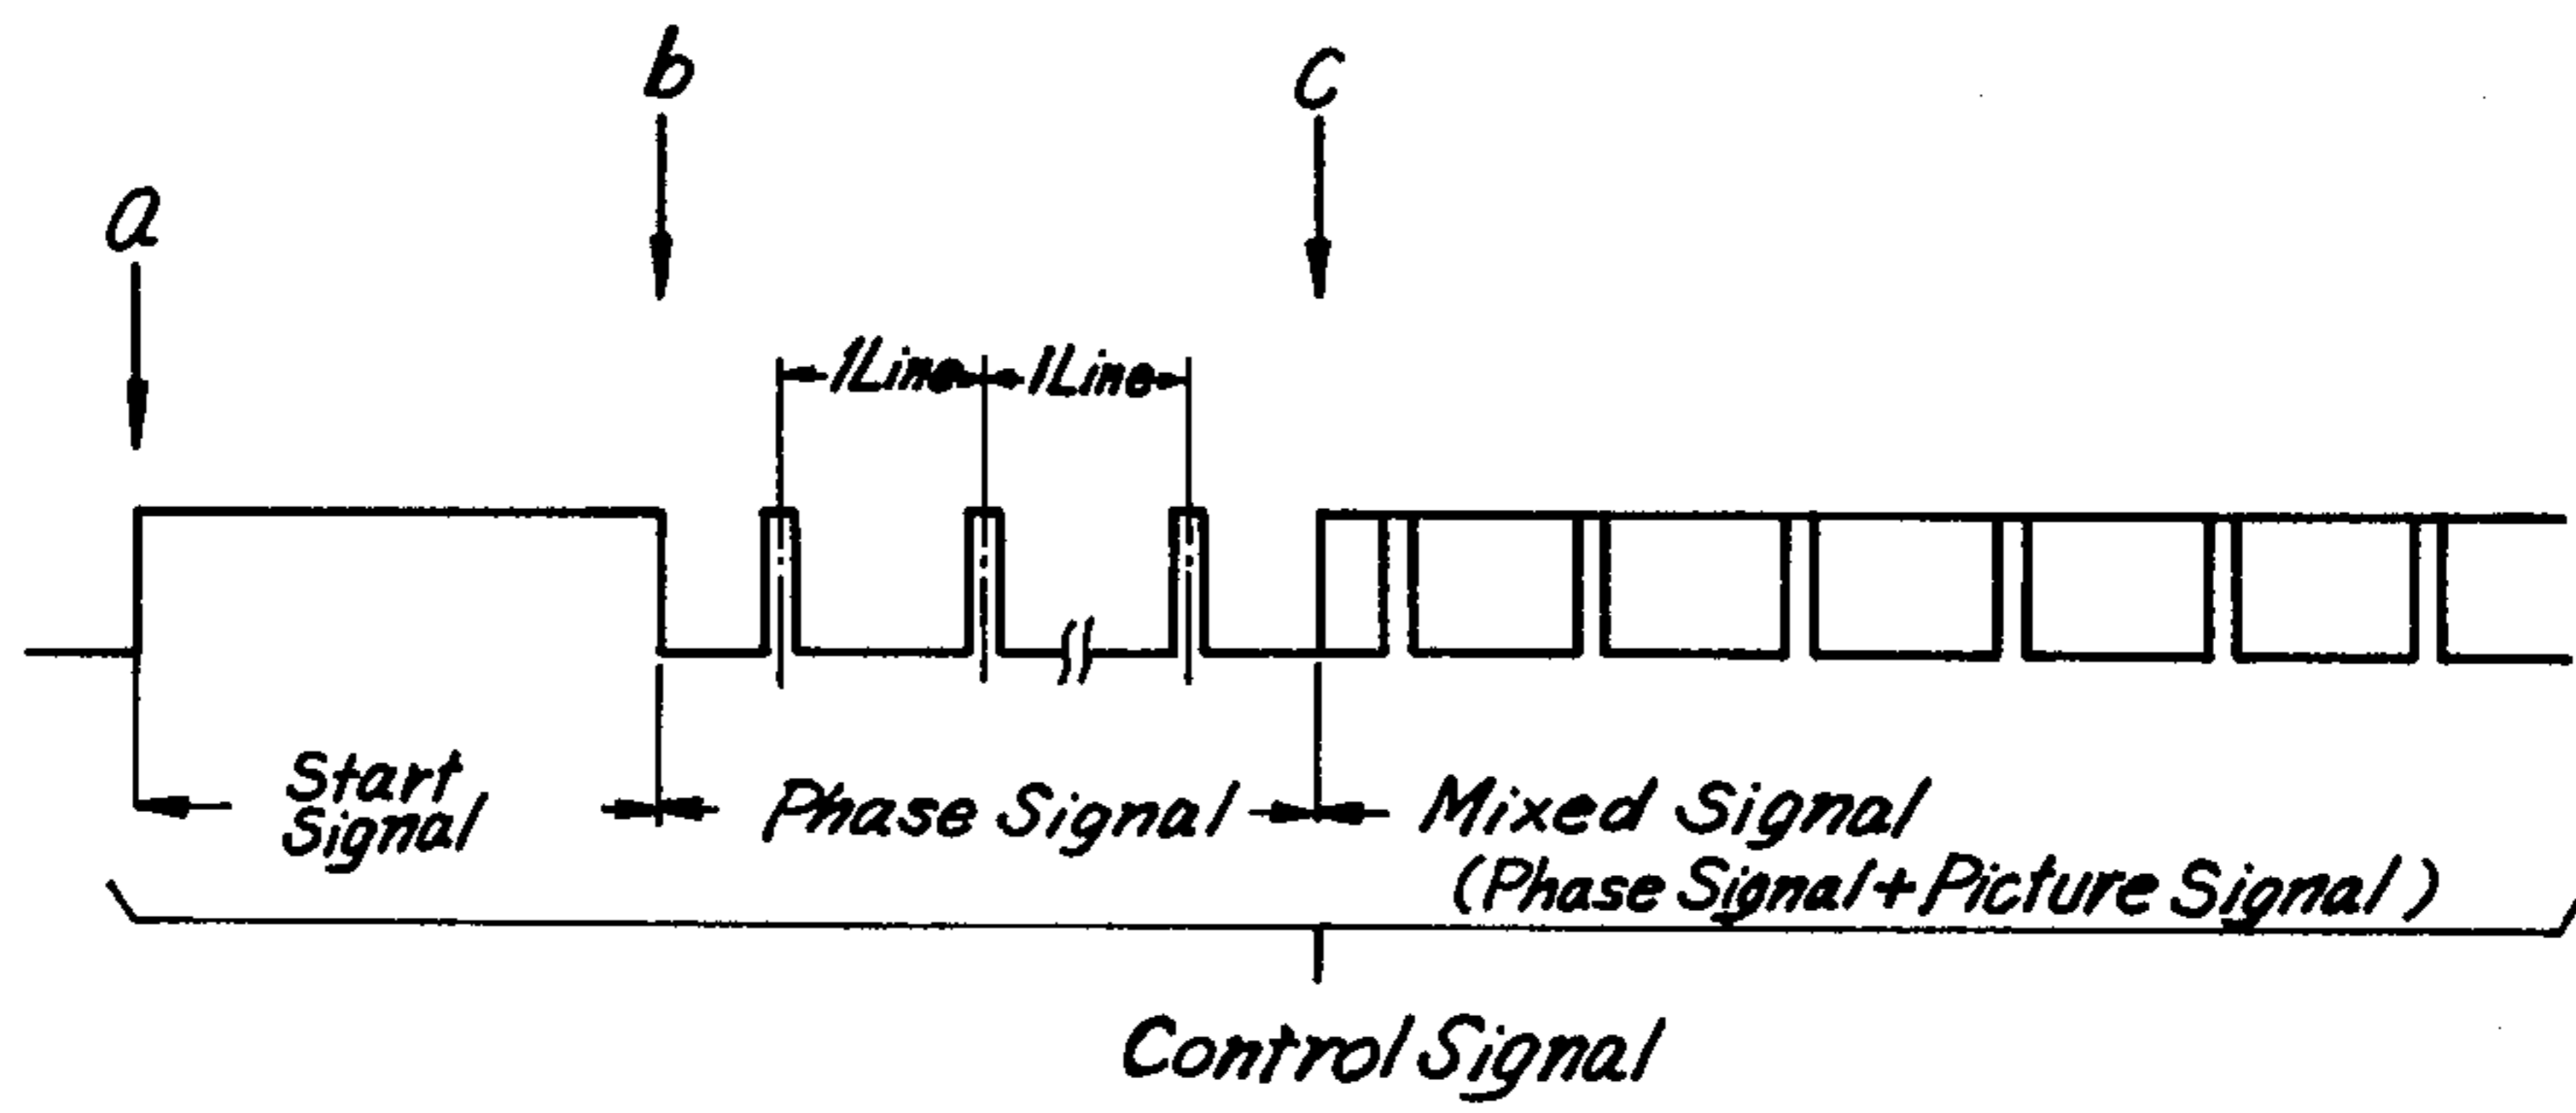 a
b
c
1Line
1Line
Start
Signal
Phase Signal
Mixed Signal
(Phase Signal+Picture Signal)
Control Signal